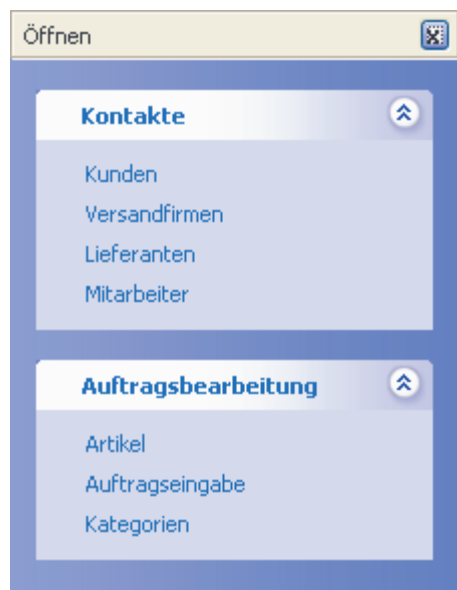 Öffnen
Kontakte
Kunden
Versandfirmen
Lieferanten
Mitarbeiter
Auftragsbearbeitung
Artikel
Auftragseingabe
Kategorien